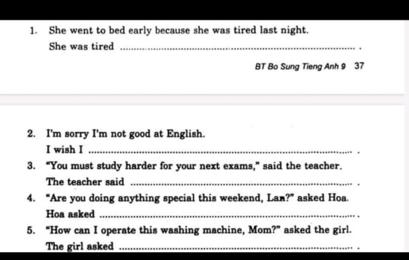 1. She went to bed early because she was tired last night.
She was tired ........................................................................ .
BT Bo Sung Tieng Anh 9 37
2. I'm sorry I'm not good at English.
I wish I ................................................................................ .
3. "You must study harder for your next exams," said the teacher.
The teacher said .................................................................... .
4. "Are you doing anything special this weekend, Lan?" asked Hoa.
Hoa asked ............................................................................. .
5. "How can I operate this washing machine, Mom?" asked the girl.
The girl asked ....................................................................... .